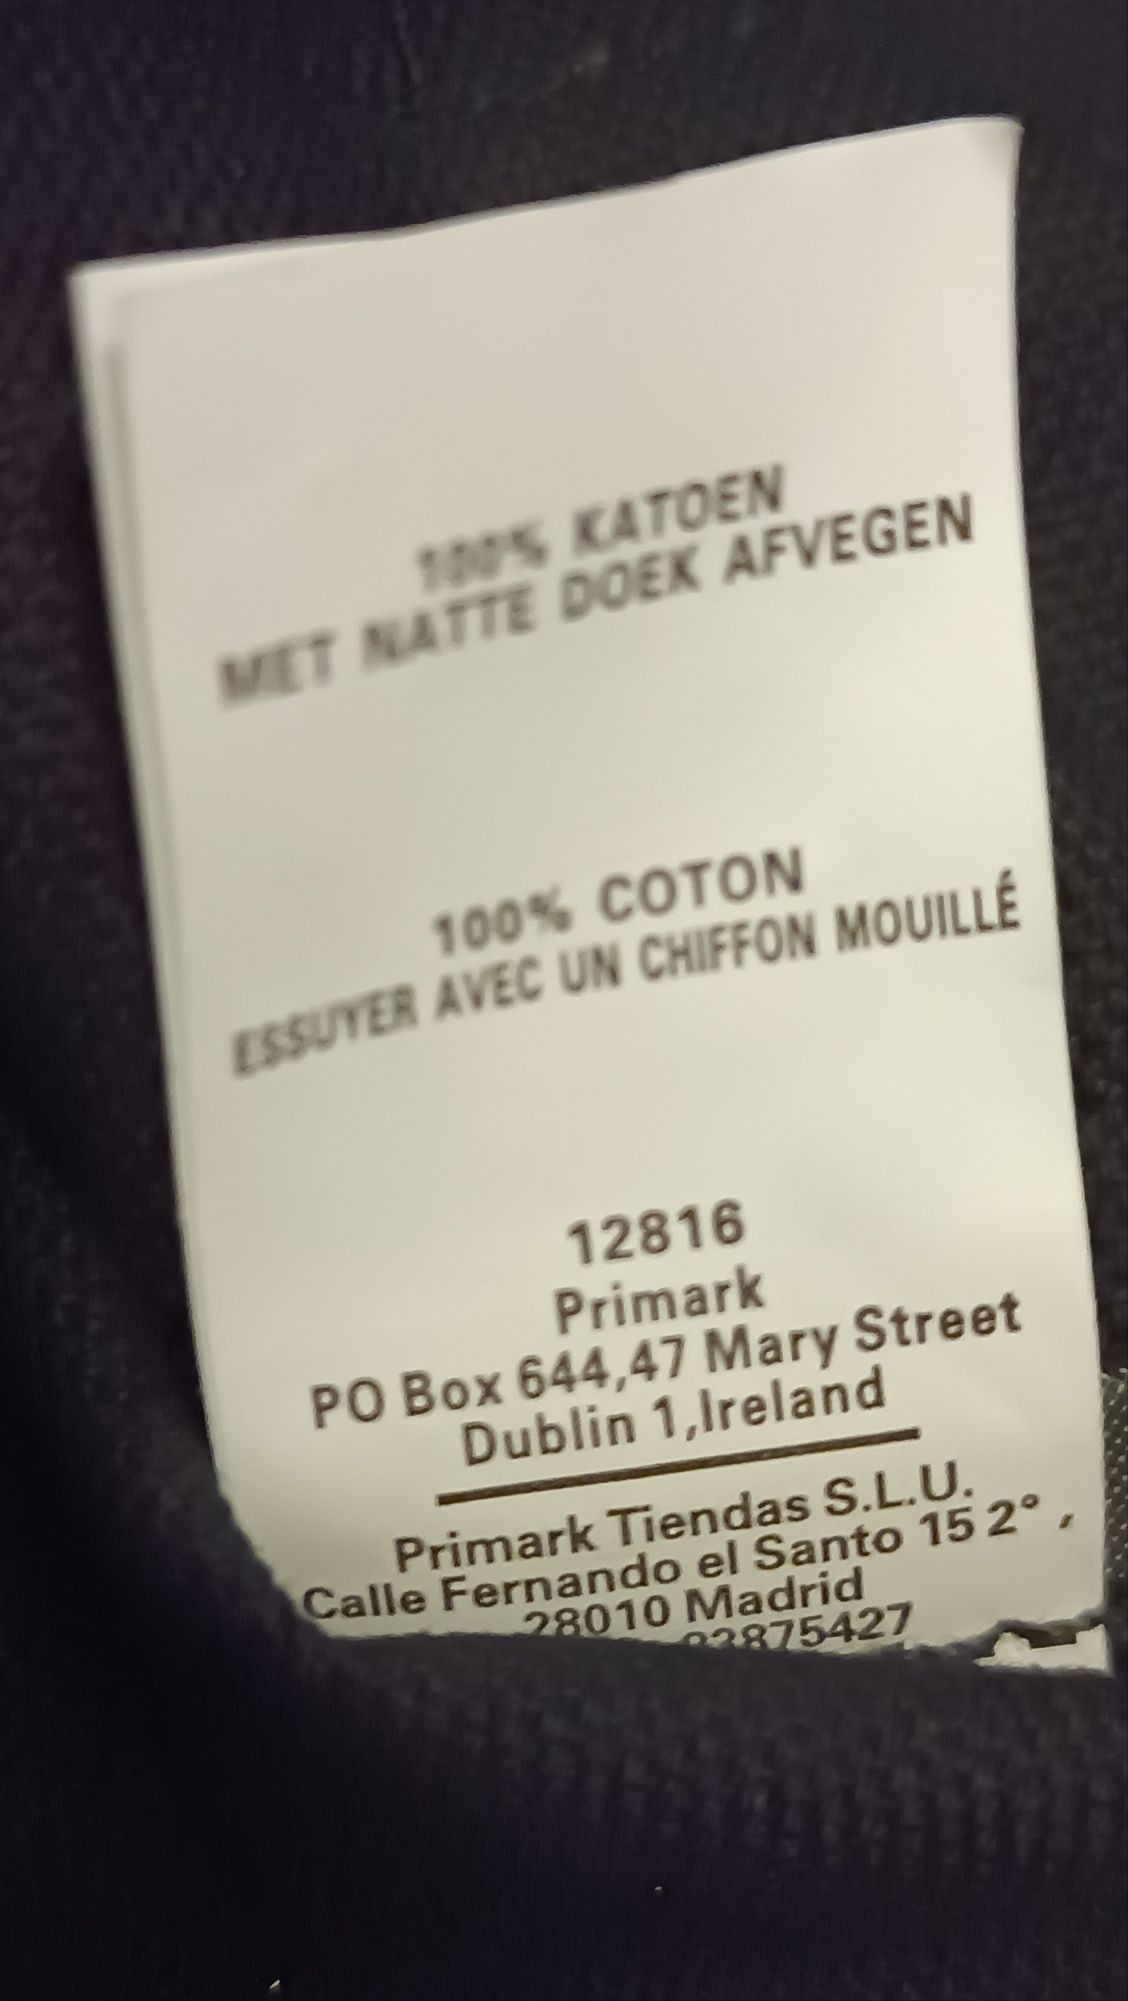 100% KATOEN
MET NATTE DOEK AFVEGEN
100% COTON
ESSUYER AVEC UN CHIFFON MOUILLÉ
12816
Primark
PO Box 644,47 Mary Street
Dublin 1,Ireland
Primark Tiendas S.L.U.
Calle Fernando el Santo 15 2° ,
28010 Madrid
875427